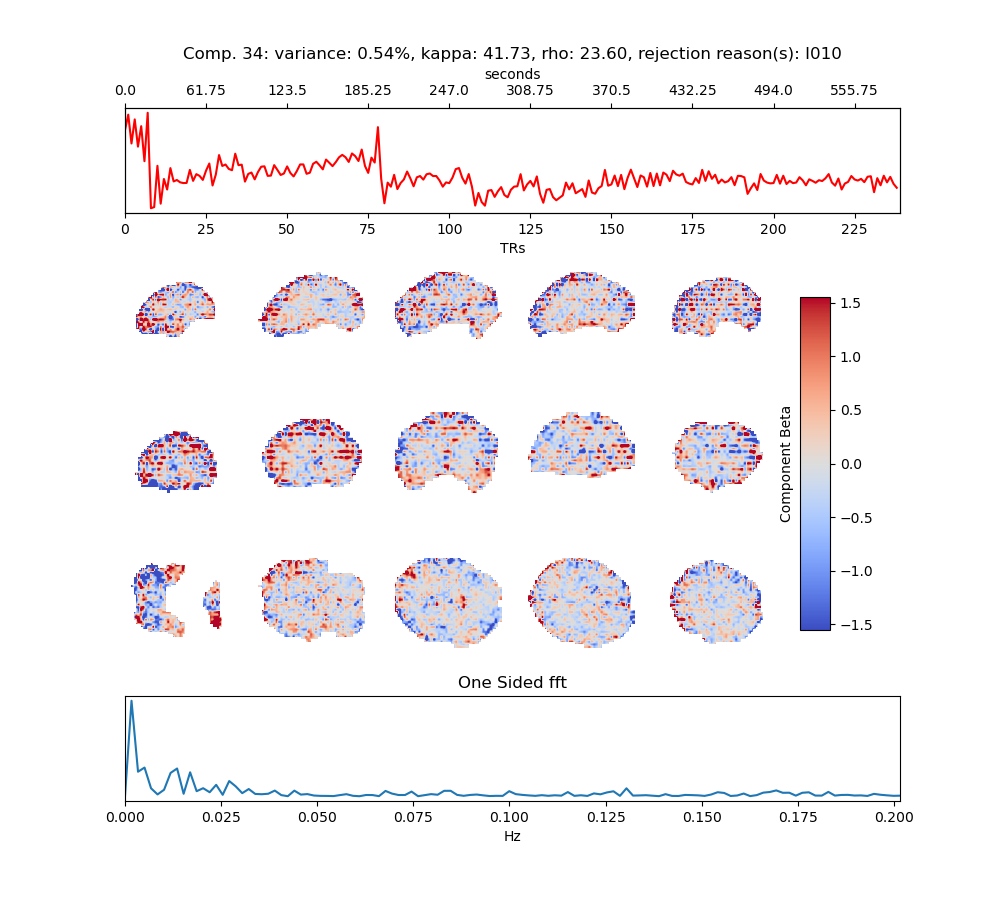 Comp. 34: variance: 0.54%, kappa: 41.73, rho: 23.60, rejection reason(s): I010
seconds
0.0 61.75 123.5 185.25 247.0 308.75 370.5 432.25 494.0 555.75
0 25 50 75 100 125 150 175 200 225
TRs
1.5
1.0
0.5
0.0
−0.5
−1.0
−1.5
Component Beta
One Sided fft
0.000 0.025 0.050 0.075 0.100 0.125 0.150 0.175 0.200
Hz